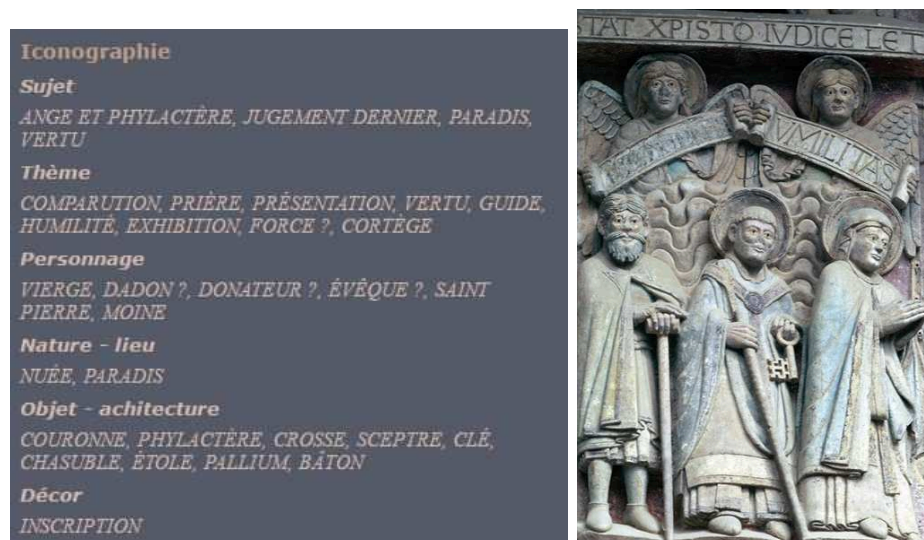 Iconographie
Sujet
ANGE ET PHYLACTÈRE, JUGEMENT DERNIER, PARADIS,
VERTU
Thème
COMPARUTION, PRIÈRE, PRÉSENTATION, VERTU, GUIDE,
HUMILITÉ, EXHIBITION, FORCE ?, CORTÈGE
Personnage
VIERGE, DADON ?, DONATEUR ?, ÉVÊQUE ?, SAINT
PIERRE, MOINE
Nature - lieu
NUÉE, PARADIS
Objet - achitecture
COURONNE, PHYLACTÈRE, CROSSE, SCEPTRE, CLÉ,
CHASUBLE, ÉTOLE, PALLIUM, BÂTON
Décor
INSCRIPTION
STAT XPISTO IVDICE LET
VMILITAS